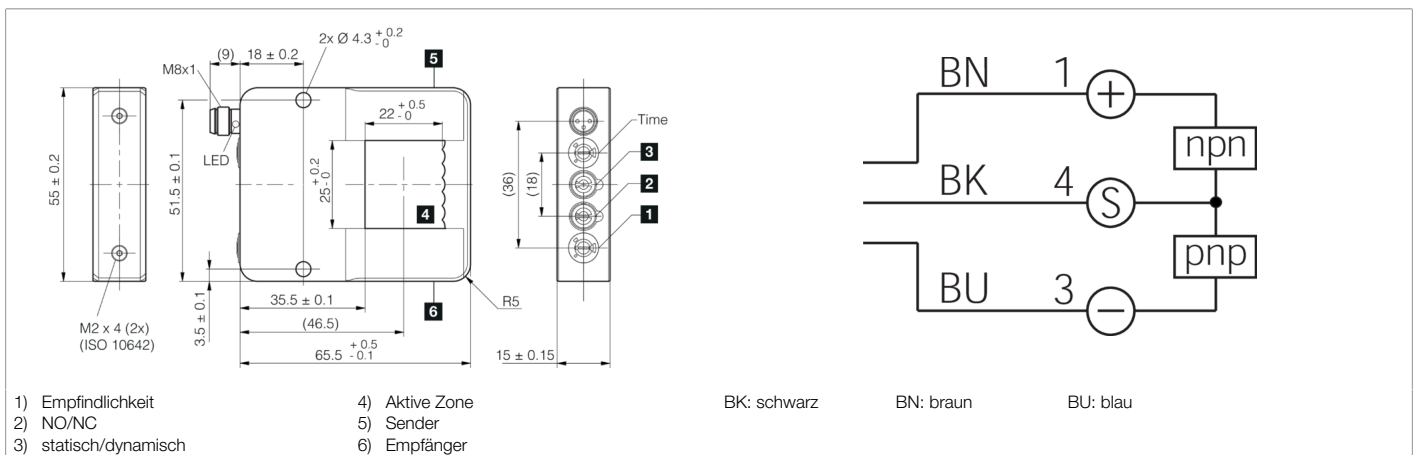 2x Ø 4.3 +0.2 -0
(9)
18 ± 0.2
M8x1
5
22 +0.5 -0
LED
55 ± 0.2
51.5 ± 0.1
25 +0.2 -0
4
3.5 ± 0.1
35.5 ± 0.1
(46.5)
65.5 +0.5 -0.1
6
R5
M2 x 4 (2x)
(ISO 10642)
Time
(36)
(18)
3
2
1
15 ± 0.15
BN 1 +
npn
BK 4 S
pnp
BU 3 −
1) Empfindlichkeit
2) NO/NC
3) statisch/dynamisch
4) Aktive Zone
5) Sender
6) Empfänger
BK: schwarz BN: braun BU: blau